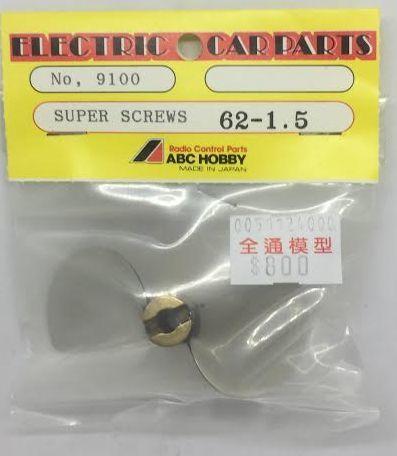 ELECTRIC CAR PARTS
No, 9100
SUPER SCREWS 62-1.5
Radio Control Parts
ABC HOBBY
MADE IN JAPAN
全通模型
$800